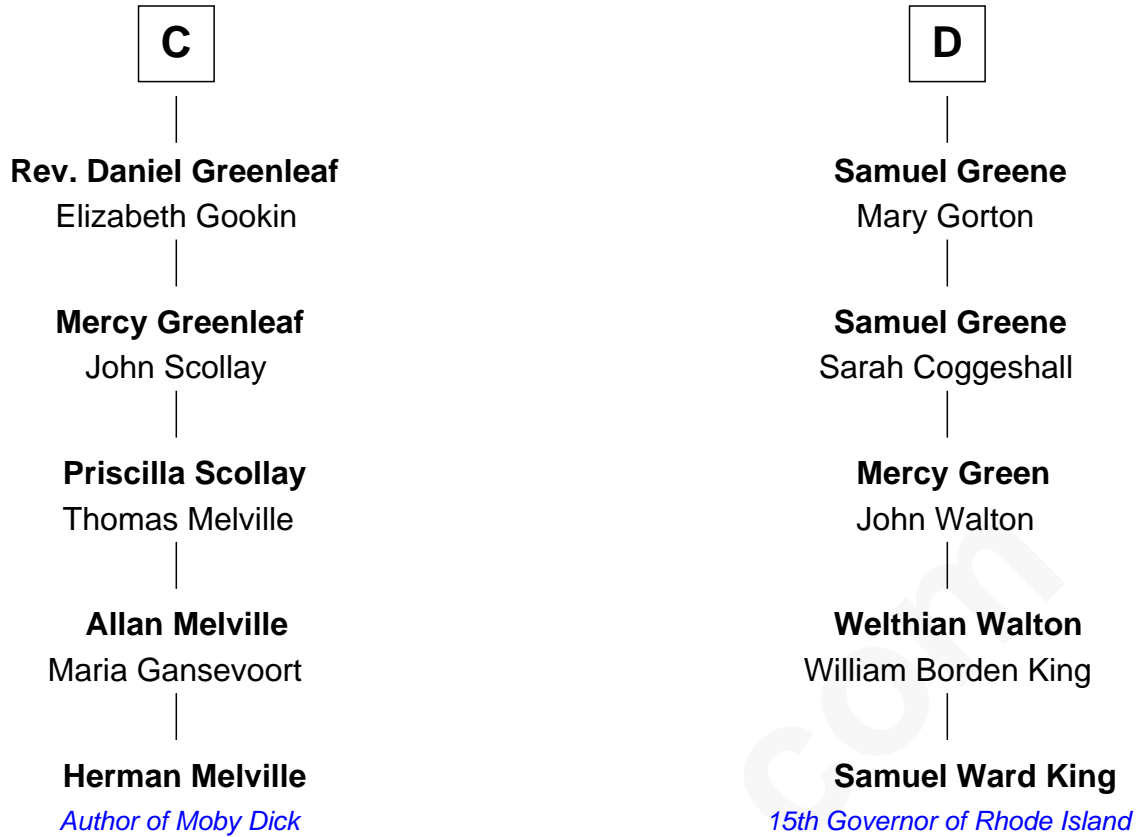 C
Rev. Daniel Greenleaf
Elizabeth Gookin
Mercy Greenleaf
John Scollay
Priscilla Scollay
Thomas Melville
Allan Melville
Maria Gansevoort
Herman Melville
Author of Moby Dick
D
Samuel Greene
Mary Gorton
Samuel Greene
Sarah Coggeshall
Mercy Green
John Walton
Welthian Walton
William Borden King
Samuel Ward King
15th Governor of Rhode Island
com